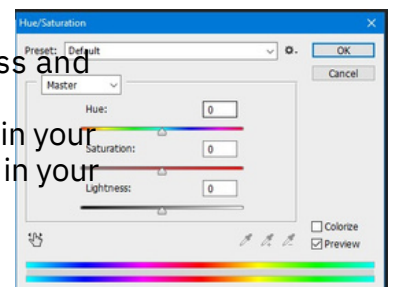 Hue/Saturation
Preset: Default
OK
ss and
Cancel
Master
Hue: 0
in your
Saturation: 0
in your
Lightness: 0
Colorize
Preview